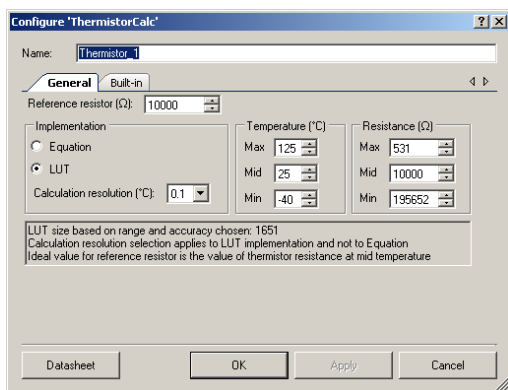 Configure 'ThermistorCalc'
Name: Thermistor_1
General Built-in
Reference resistor (Ω): 10000
Implementation
Equation
LUT
Calculation resolution (°C): 0.1
Temperature (°C)
Max 125
Mid 25
Min -40
Resistance (Ω)
Max 531
Mid 10000
Min 195652
LUT size based on range and accuracy chosen: 1651
Calculation resolution selection applies to LUT implementation and not to Equation
Ideal value for reference resistor is the value of thermistor resistance at mid temperature
Datasheet OK Apply Cancel